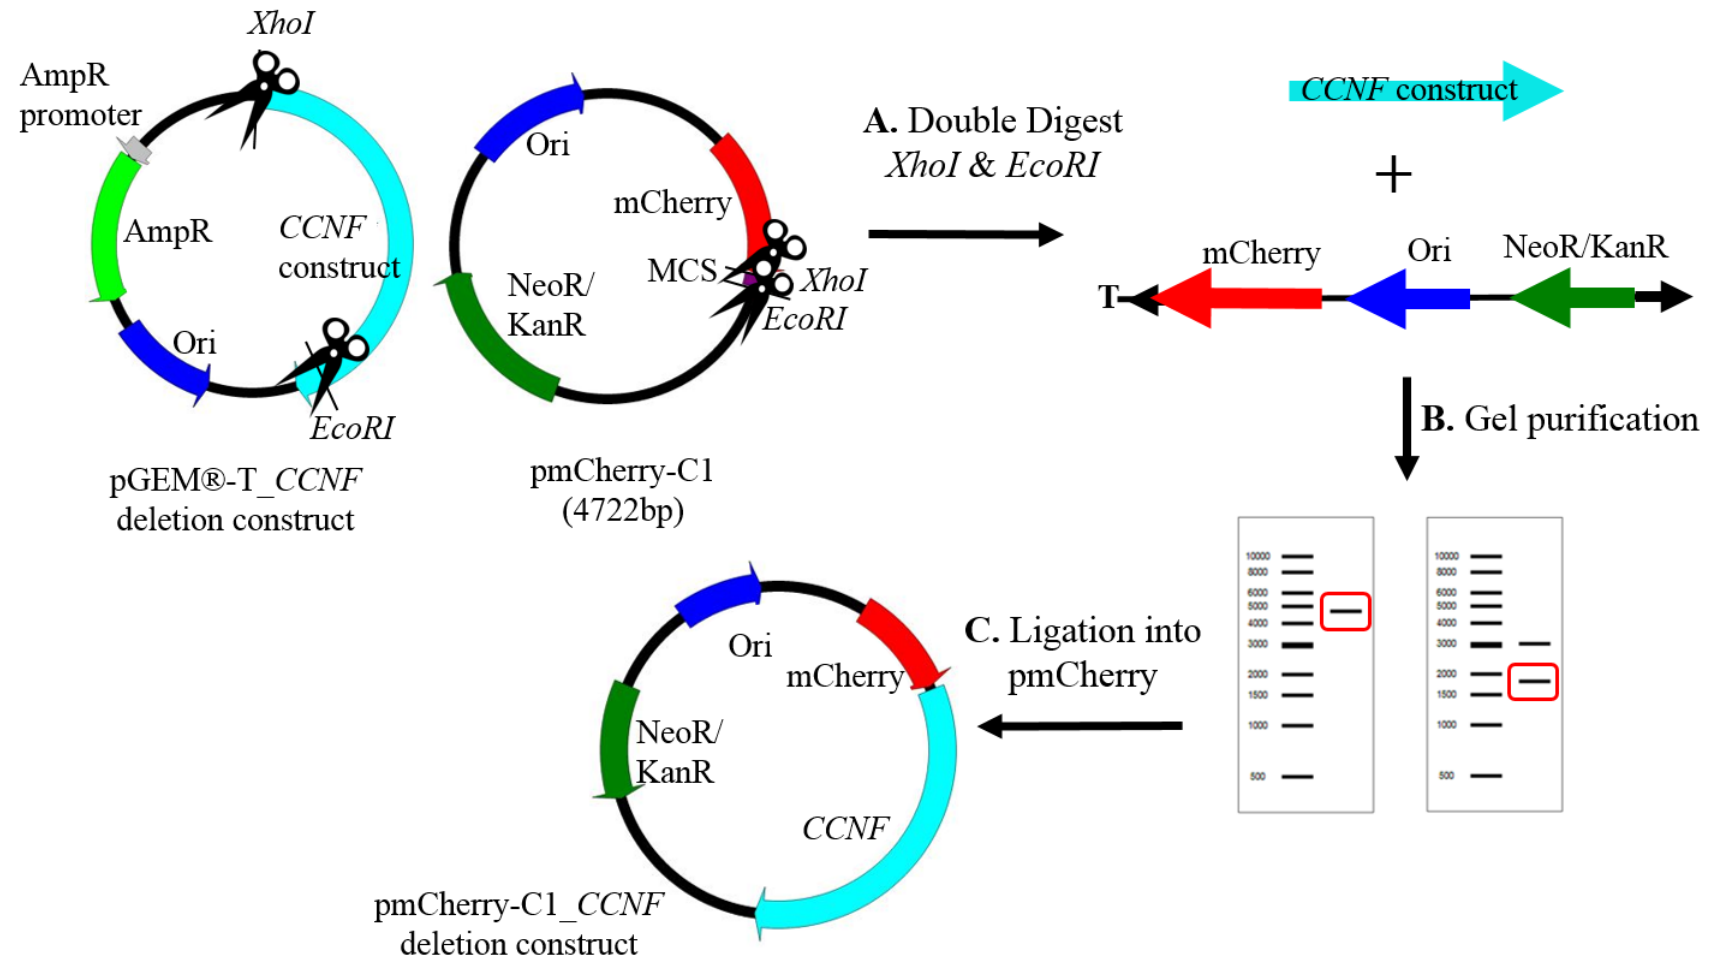 XhoI
AmpR
promoter
AmpR
CCNF
construct
Ori
EcoRI
pGEM®-T_CCNF
deletion construct
Ori
mCherry
MCS
XhoI
EcoRI
NeoR/
KanR
pmCherry-C1
(4722bp)
A. Double Digest
XhoI & EcoRI
CCNF construct
+
mCherry
Ori
NeoR/KanR
T
B. Gel purification
10000
8000
6000
5000
4000
3000
2000
1500
1000
500
10000
8000
6000
5000
4000
3000
2000
1500
1000
500
C. Ligation into
pmCherry
Ori
mCherry
NeoR/
KanR
CCNF
pmCherry-C1_CCNF
deletion construct